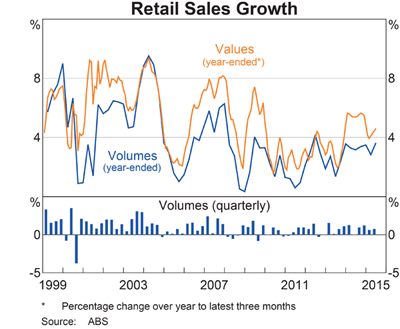 Retail Sales Growth
% %
Values
(year-ended*)
8 8
4 4
Volumes
(year-ended)
% Volumes (quarterly) %
0 0
-5 -5
1999 2003 2007 2011 2015
* Percentage change over year to latest three months
Source: ABS